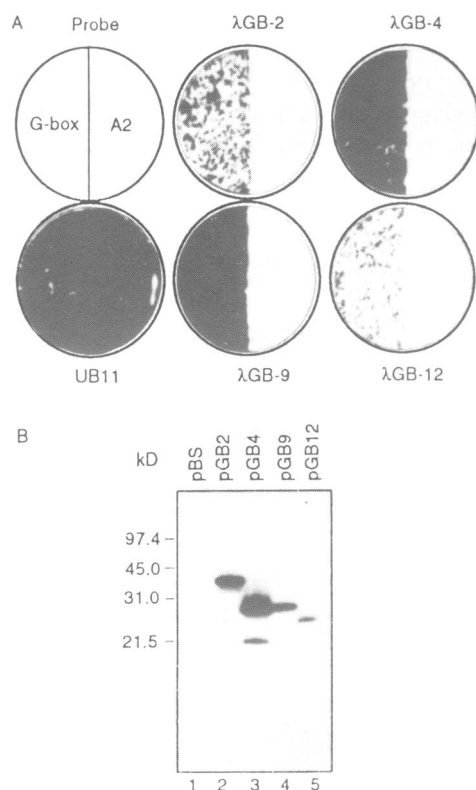 A
Probe
λGB-2
λGB-4
G-box
A2
UB11
λGB-9
λGB-12
B
kD
pBS
pGB2
pGB4
pGB9
pGB12
97.4
45.0
31.0
21.5
1 2 3 4 5